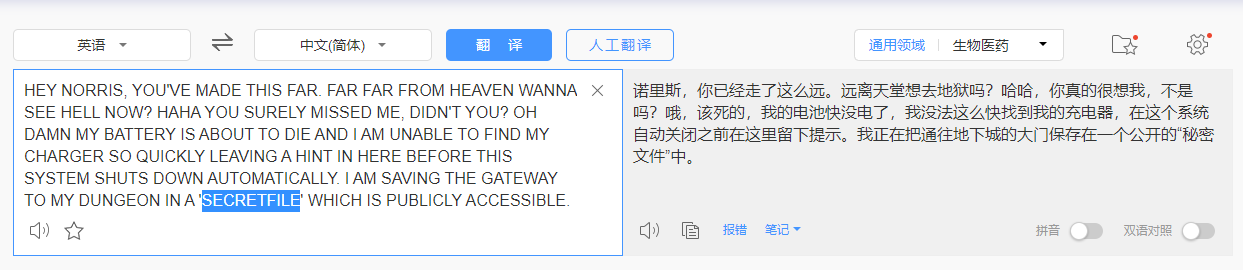 英语
中文(简体)
翻 译
人工翻译
通用领域
生物医药
HEY NORRIS, YOU'VE MADE THIS FAR. FAR FAR FROM HEAVEN WANNA
SEE HELL NOW? HAHA YOU SURELY MISSED ME, DIDN'T YOU? OH
DAMN MY BATTERY IS ABOUT TO DIE AND I AM UNABLE TO FIND MY
CHARGER SO QUICKLY LEAVING A HINT IN HERE BEFORE THIS
SYSTEM SHUTS DOWN AUTOMATICALLY. I AM SAVING THE GATEWAY
TO MY DUNGEON IN A 'SECRETFILE' WHICH IS PUBLICLY ACCESSIBLE.
诺里斯，你已经走了这么远。远离天堂想去地狱吗？哈哈，你真的很想我，不是
吗？哦，该死的，我的电池快没电了，我没法这么快找到我的充电器，在这个系统
自动关闭之前在这里留下提示。我正在把通往地下城的大门保存在一个公开的“秘密
文件”中。
报错
笔记
拼音
双语对照